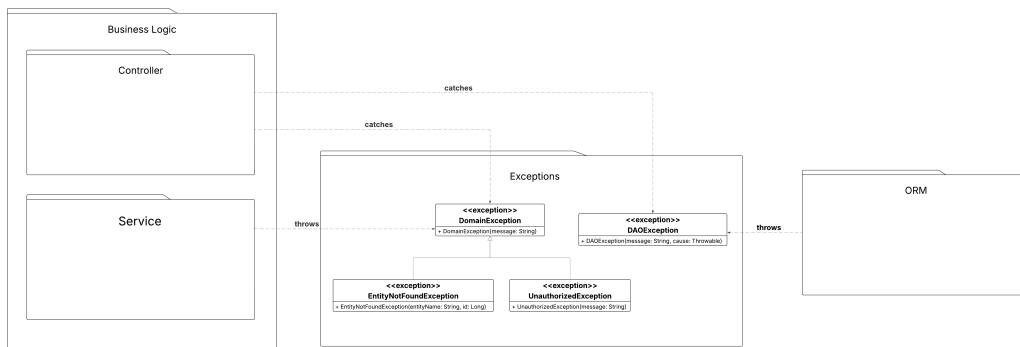 Business Logic
Controller
catches
catches
Exceptions
ORM
<<exception>>
DomainException
+ DomainException(message: String)
<<exception>>
DAOException
+ DAOException(message: String, cause: Throwable)
Service
throws
throws
<<exception>>
EntityNotFoundException
+ EntityNotFoundException(entityName: String, id: Long)
<<exception>>
UnauthorizedException
+ UnauthorizedException(message: String)